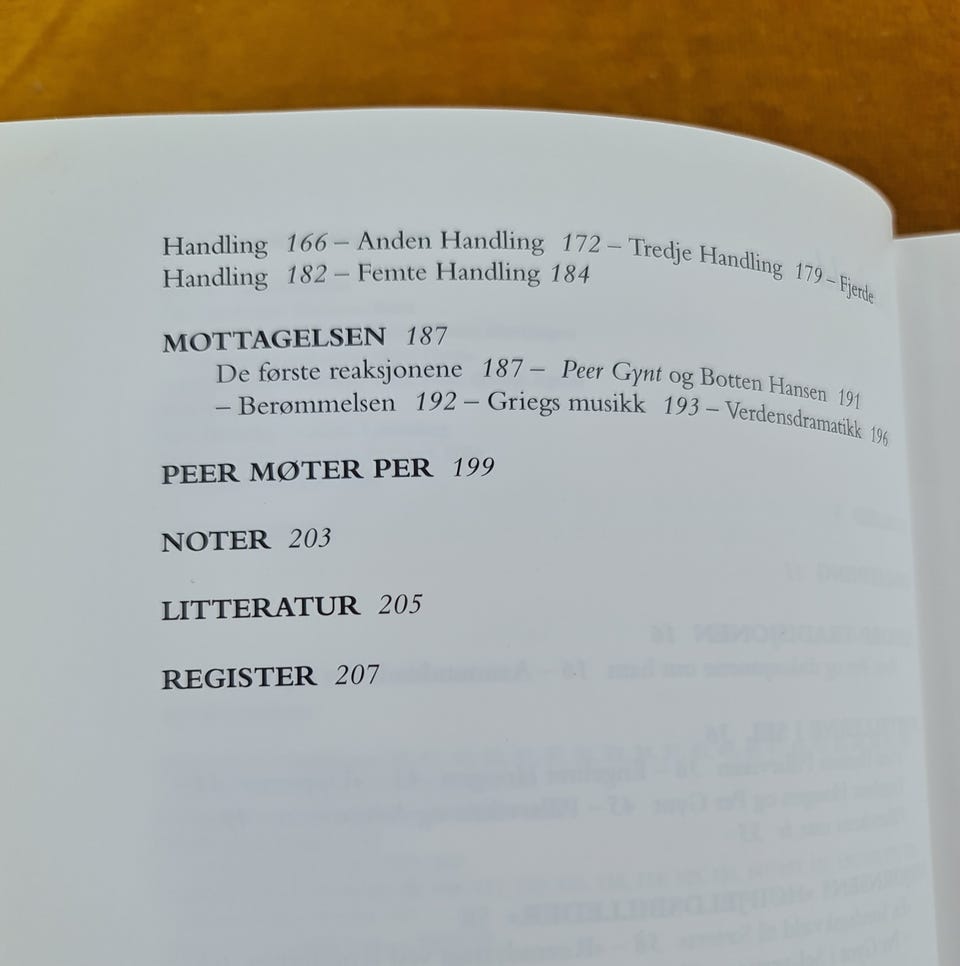 Handling 166 – Anden Handling 172 – Tredje Handling 179 – Fjerde
Handling 182 – Femte Handling 184
MOTTAGELSEN 187
De første reaksjonene 187 – Peer Gynt og Botten Hansen 191
– Berømmelsen 192 – Griegs musikk 193 – Verdensdramatikk 196
PEER MØTER PER 199
NOTER 203
LITTERATUR 205
REGISTER 207